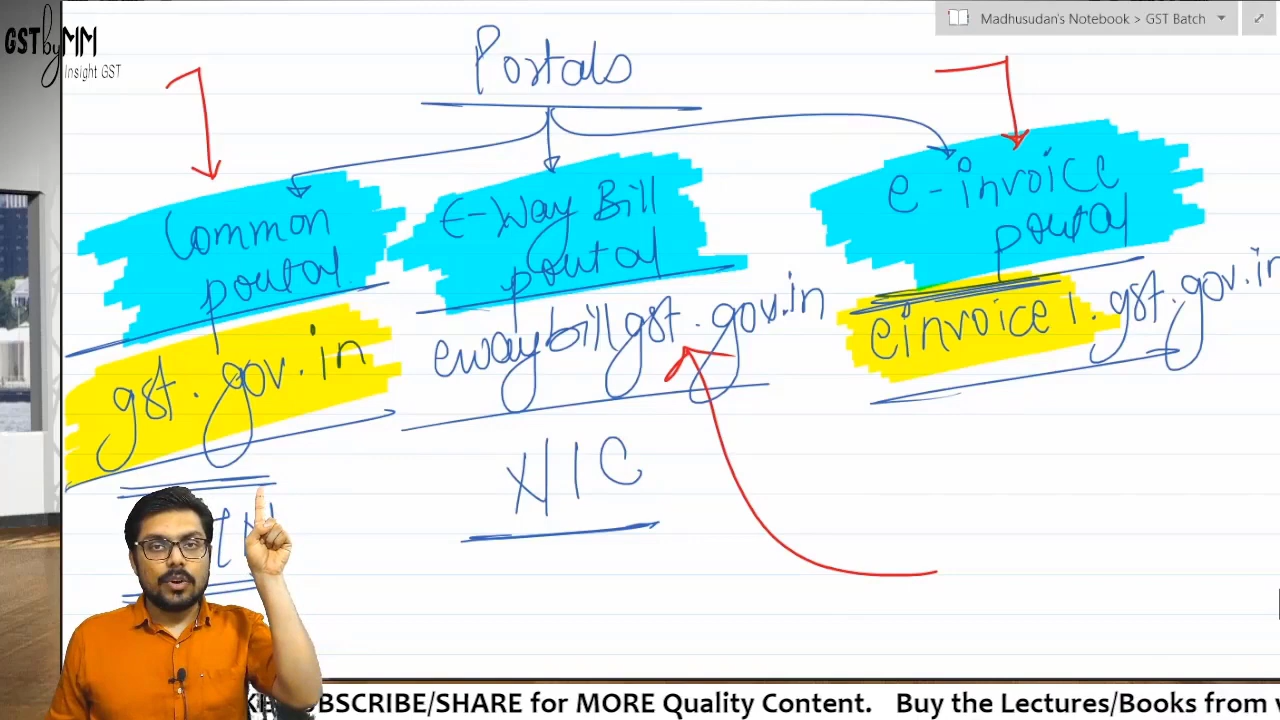 GST by MM
Insight GST
Madhusudan's Notebook > GST Batch
Portals
Common
portal
gst.gov.in
E-Way Bill
portal
ewaybillgst.gov.in
NIC
e-invoice
portal
einvoice1.gst.gov.in
SUBSCRIBE/SHARE for MORE Quality Content. Buy the Lectures/Books from